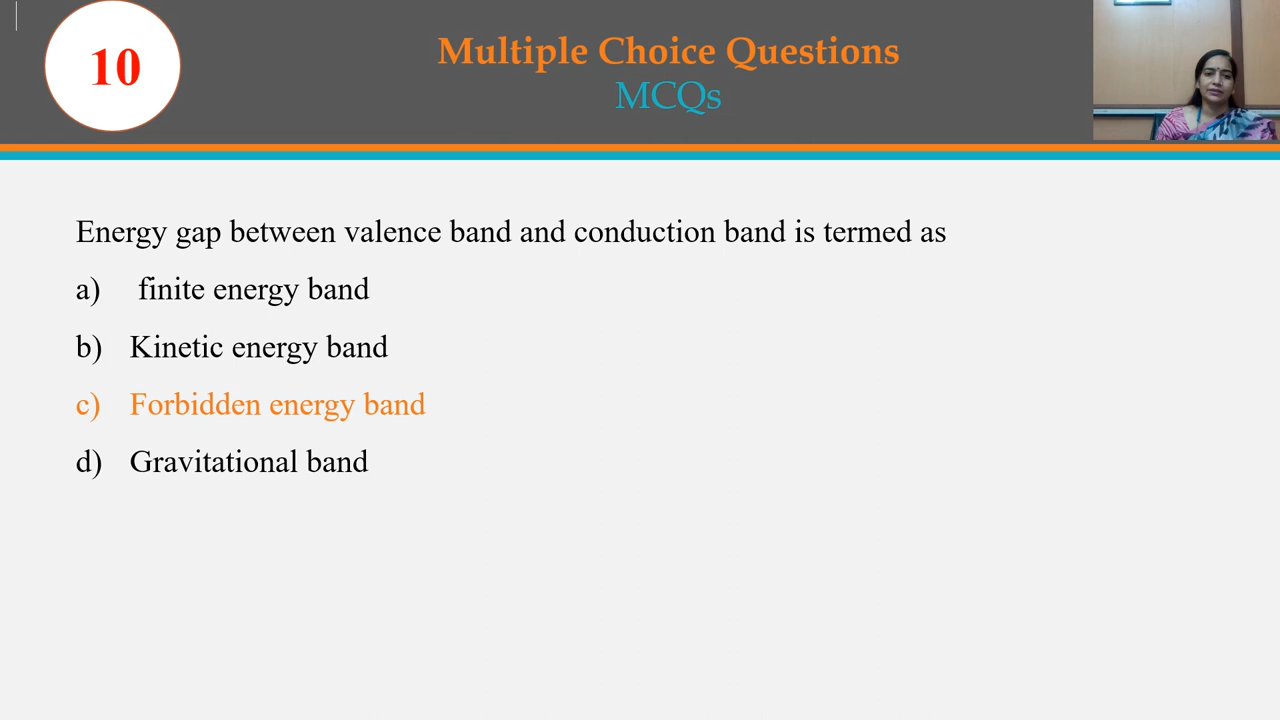 10
Multiple Choice Questions
MCQs
Energy gap between valence band and conduction band is termed as
a) finite energy band
b) Kinetic energy band
c) Forbidden energy band
d) Gravitational band